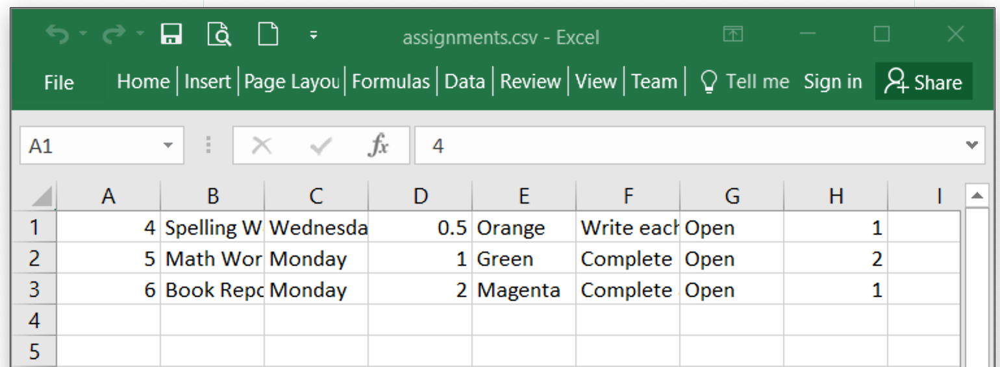 assignments.csv - Excel
File Home Insert Page Layou Formulas Data Review View Team Tell me Sign in Share
A1 fx 4
A B C D E F G H I
1 4 Spelling W Wednesda 0.5 Orange Write each Open 1
2 5 Math Wor Monday 1 Green Complete Open 2
3 6 Book Repo Monday 2 Magenta Complete Open 1
4
5